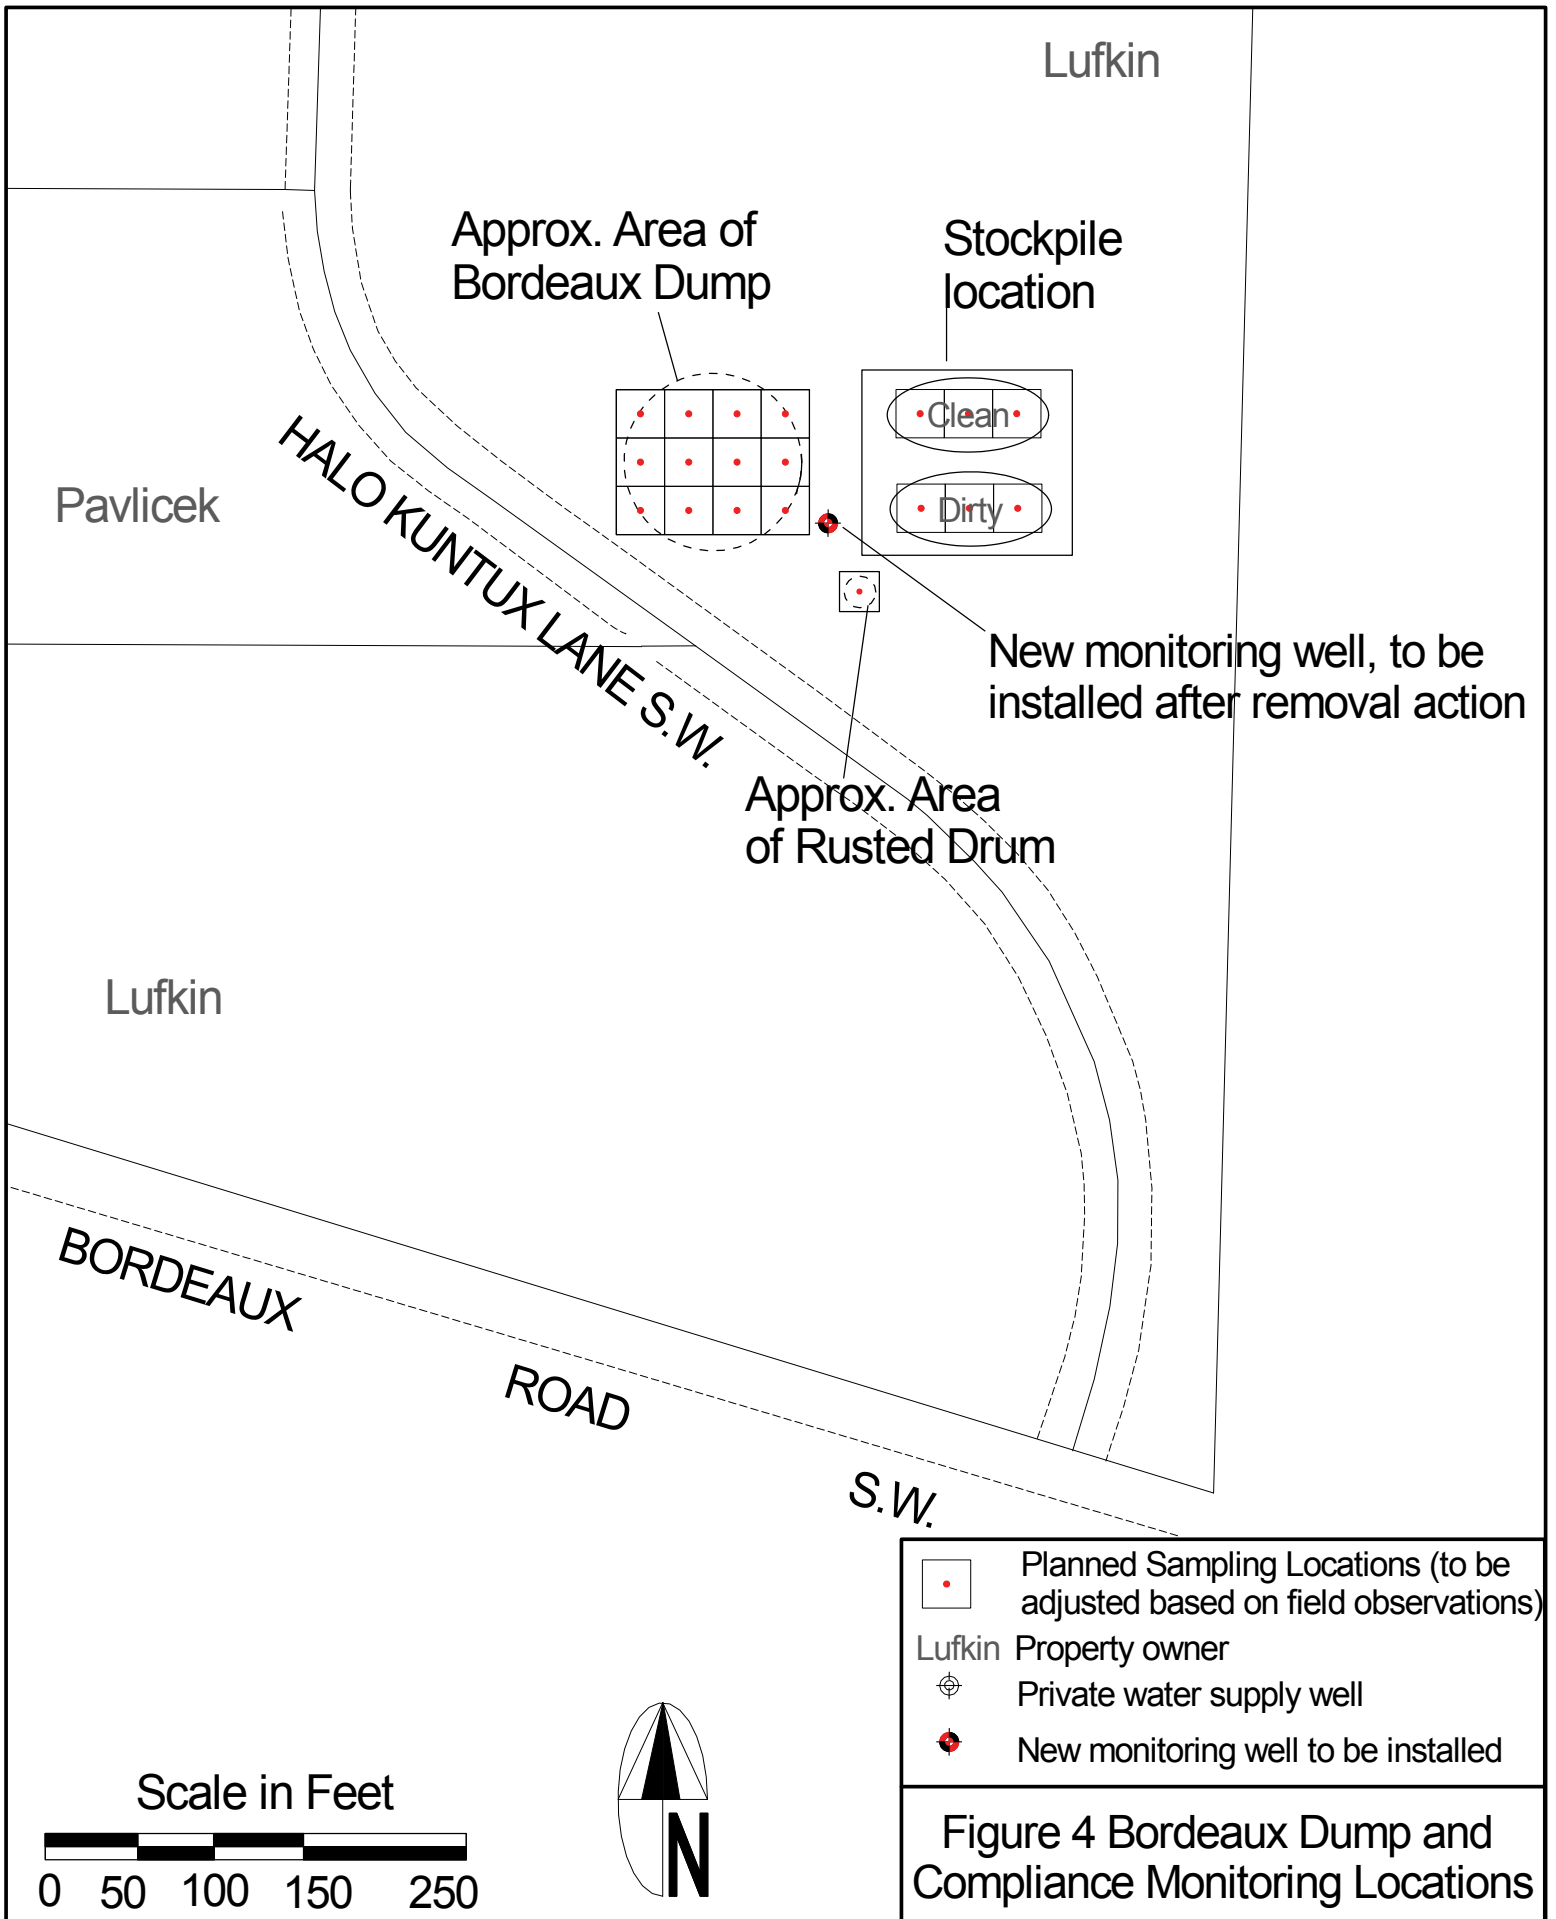 Lufkin
Approx. Area of
Bordeaux Dump
Stockpile
location
Clean
Dirty
Pavlicek
HALO KUNTUX LANE S.W.
New monitoring well, to be
installed after removal action
Approx. Area
of Rusted Drum
Lufkin
BORDEAUX ROAD S.W.
Planned Sampling Locations (to be
adjusted based on field observations)
Lufkin Property owner
Private water supply well
New monitoring well to be installed
Scale in Feet
0 50 100 150 250
N
Figure 4 Bordeaux Dump and
Compliance Monitoring Locations